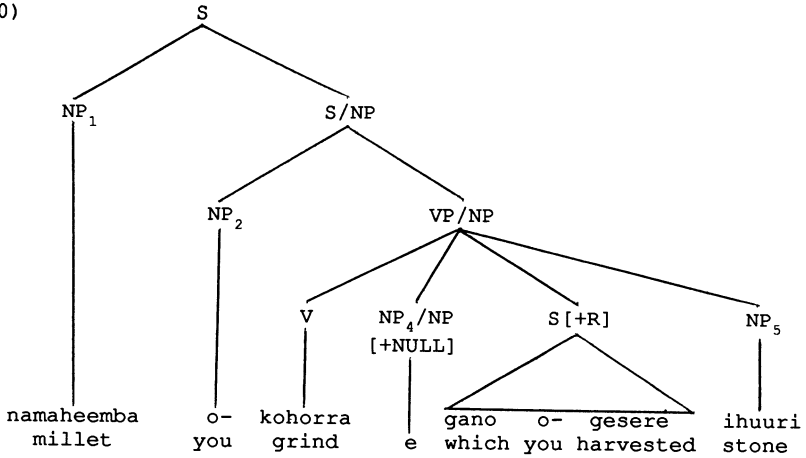 0)
S
NP₁ S/NP
NP₂ VP/NP
V NP₄/NP S[+R] NP₅
[+NULL]
namaheemba o- kohorra gano o- gesere ihuuri
millet you grind e which you harvested stone